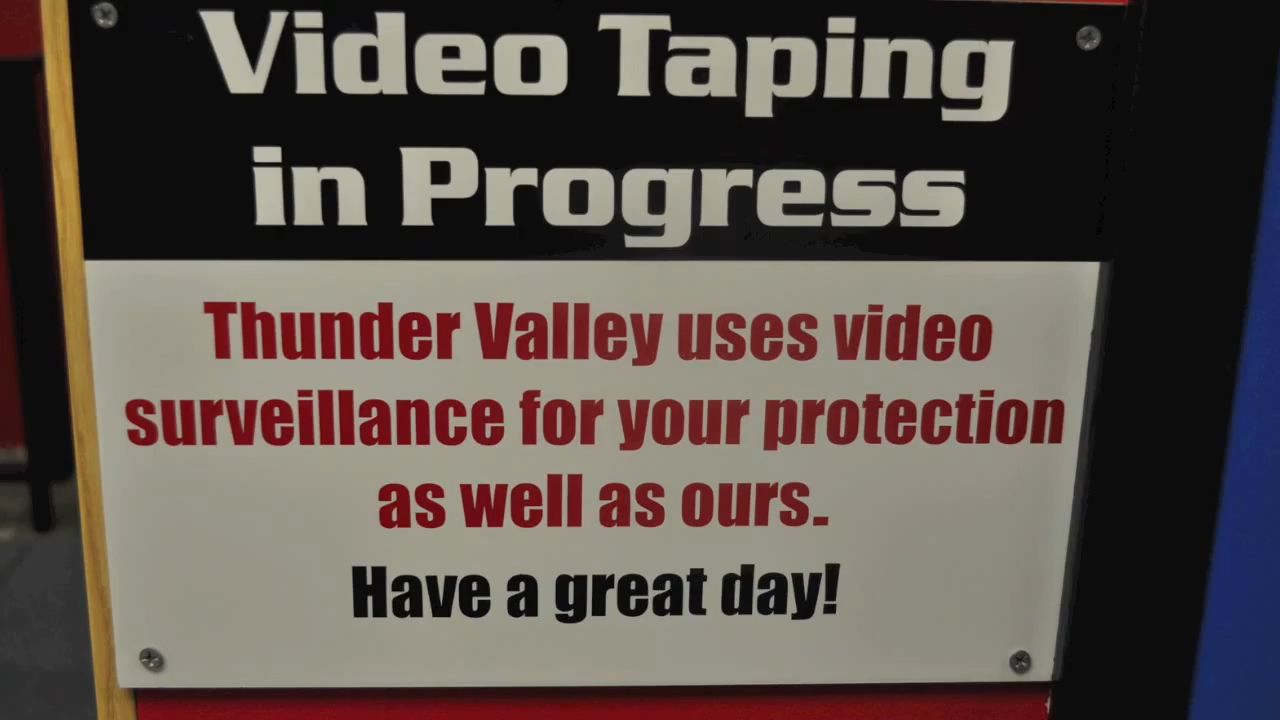 Video Taping
in Progress
Thunder Valley uses video
surveillance for your protection
as well as ours.
Have a great day!